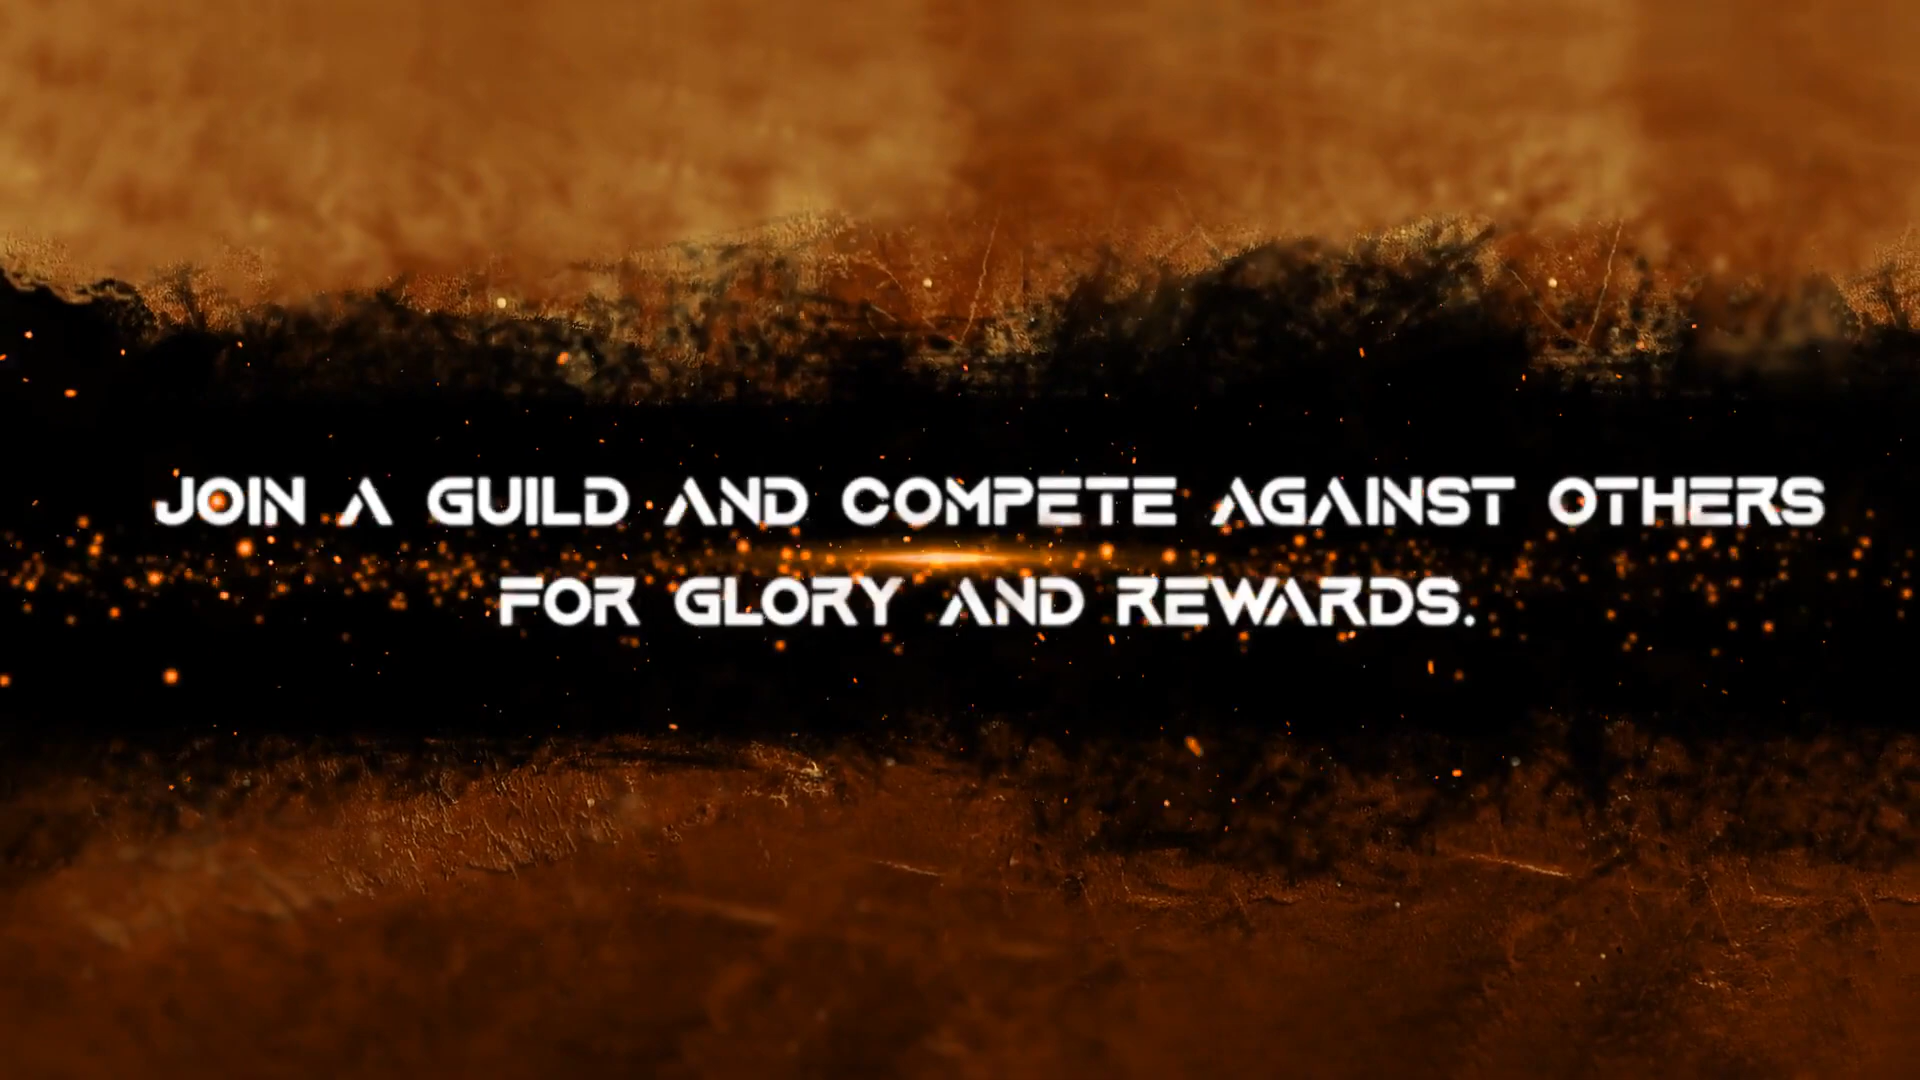 JOIN A GUILD AND COMPETE AGAINST OTHERS
FOR GLORY AND REWARDS.